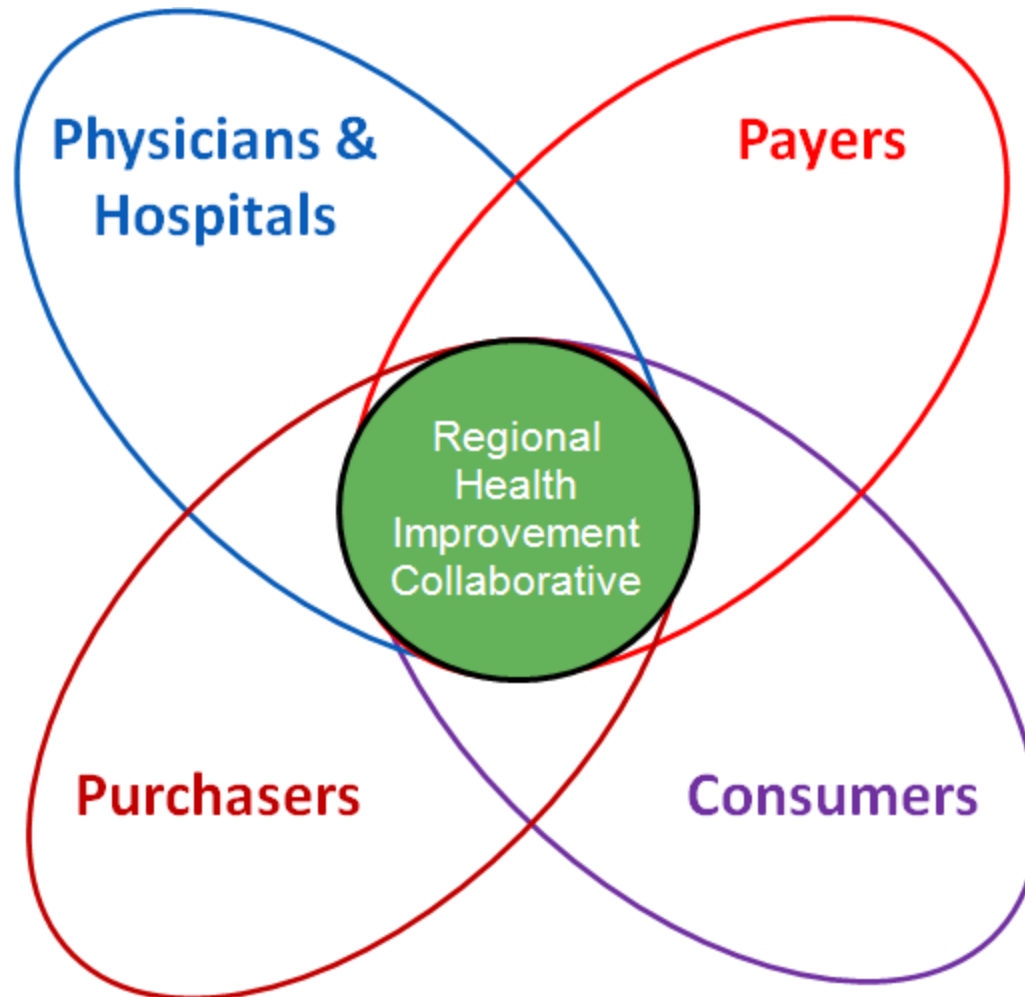 Physicians &
Hospitals
Payers
Regional
Health
Improvement
Collaborative
Purchasers
Consumers